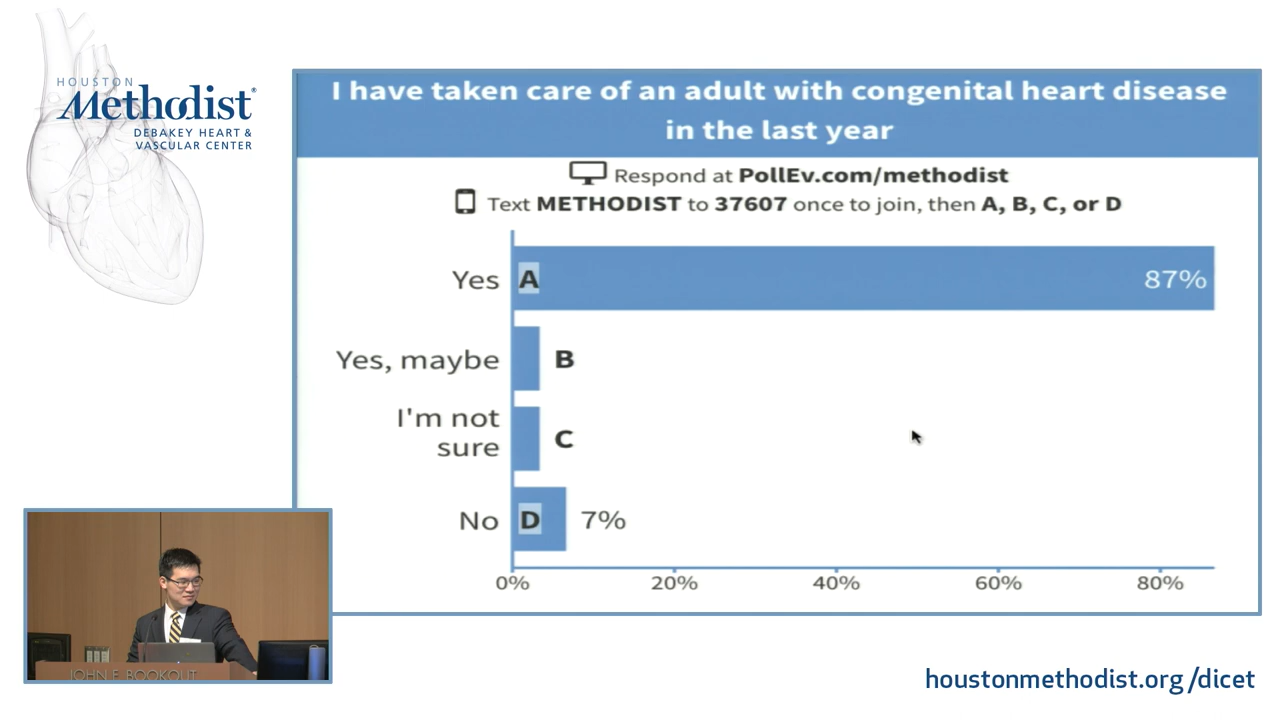 HOUSTON
Methodist®
DEBAKEY HEART &
VASCULAR CENTER
I have taken care of an adult with congenital heart disease
in the last year
Respond at PollEv.com/methodist
Text METHODIST to 37607 once to join, then A, B, C, or D
Yes A 87%
Yes, maybe B
I'm not
sure C
No D 7%
0% 20% 40% 60% 80%
JOHN F. BOOKOUT
houstonmethodist.org/dicet